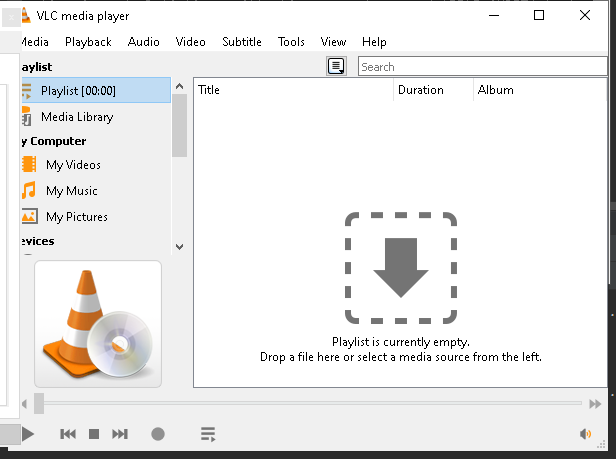 VLC media player
Media Playback Audio Video Subtitle Tools View Help
aylist
Search
Playlist [00:00]
Title Duration Album
Media Library
y Computer
My Videos
My Music
My Pictures
evices
Playlist is currently empty.
Drop a file here or select a media source from the left.